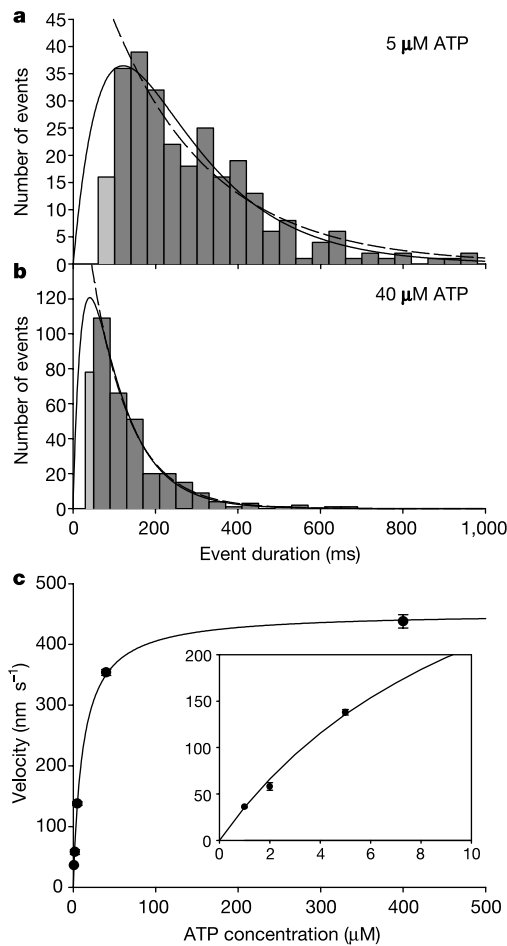 a
5 μM ATP
Number of events
45
40
35
30
25
20
15
10
5
0
b
40 μM ATP
Number of events
120
100
80
60
40
20
0
0 200 400 600 800 1,000
Event duration (ms)
c
Velocity (nm s⁻¹)
500
400
300
200
100
0
200
150
100
50
0
0 2 4 6 8 10
0 100 200 300 400 500
ATP concentration (μM)